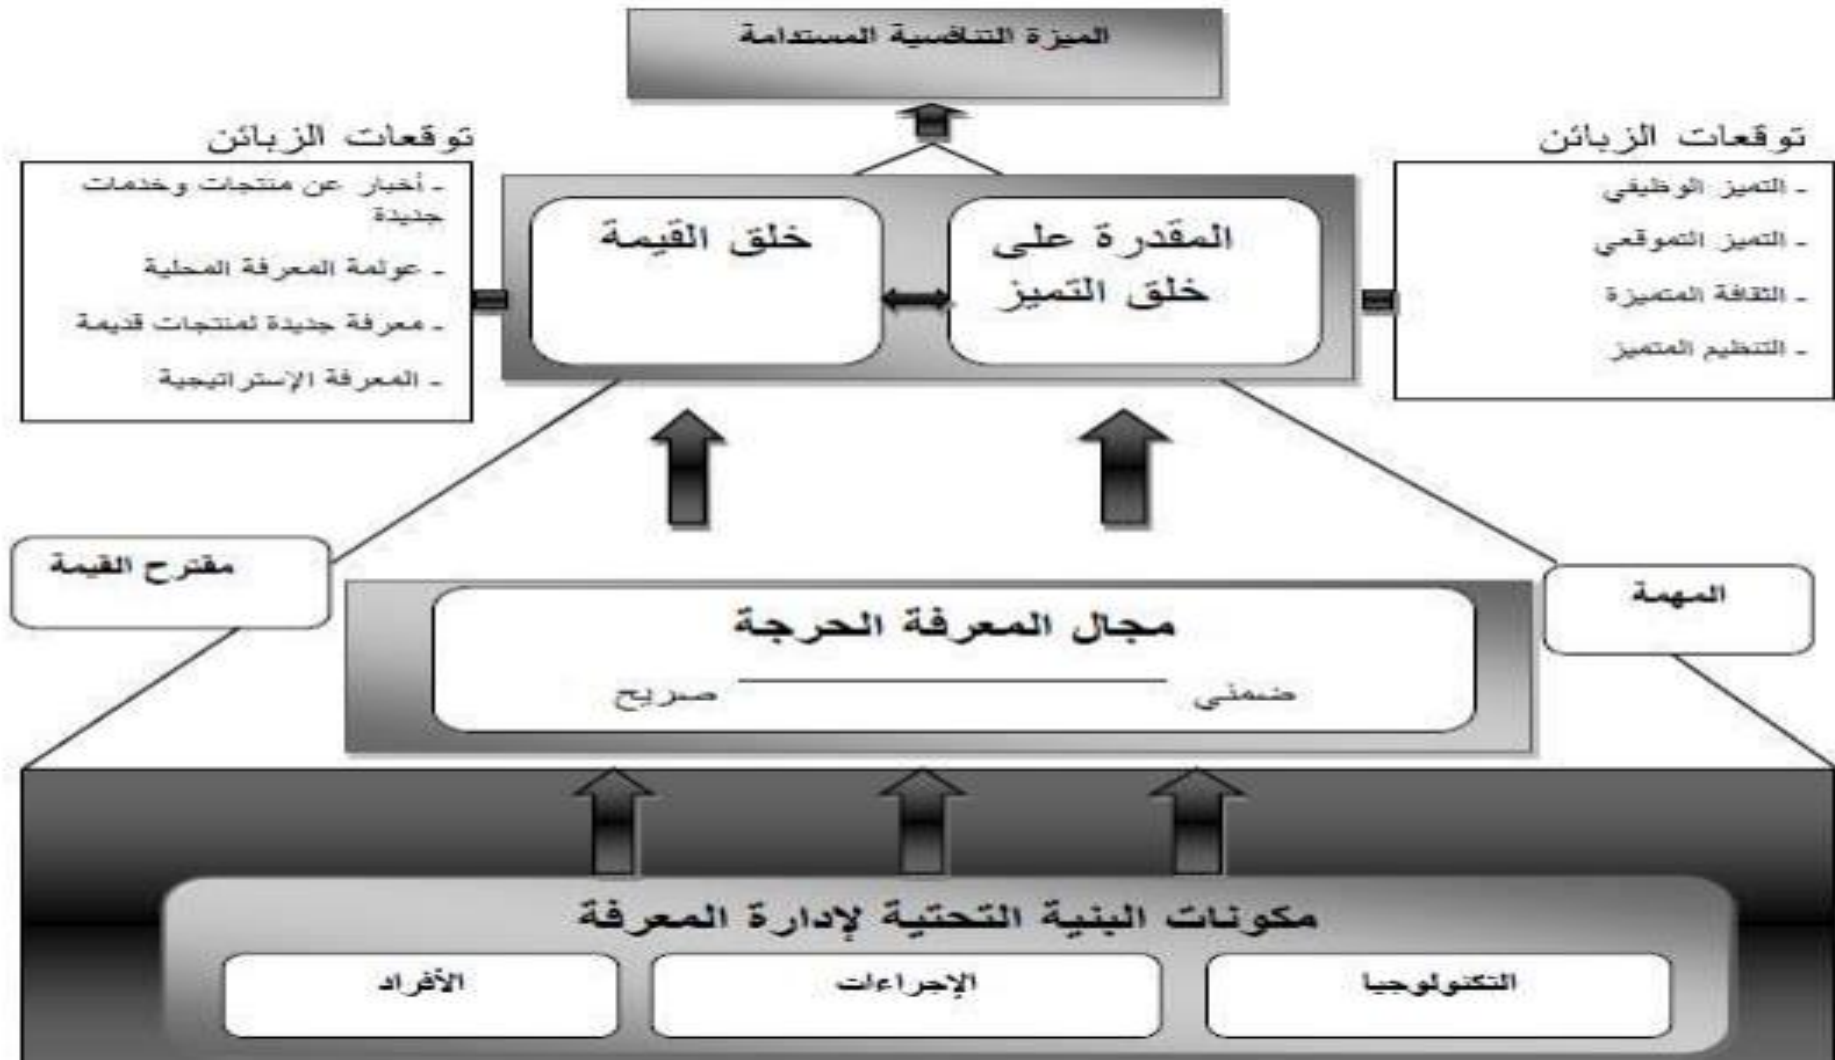 الميزة التنافسية المستدامة
توقعات الزبائن
- التميز الوظيفي
- التميز التموقعي
- الثقافة المتميزة
- التنظيم المتميز
المقدرة على
خلق التميز
خلق القيمة
توقعات الزبائن
- أخبار عن منتجات وخدمات
جديدة
- عولمة المعرفة المحلية
- معرفة جديدة لمنتجات قديمة
- المعرفة الإستراتيجية
المهمة
مقترح القيمة
مجال المعرفة الحرجة
ضمني صريح
مكونات البنية التحتية لإدارة المعرفة
التكنولوجيا
الإجراءات
الأفراد